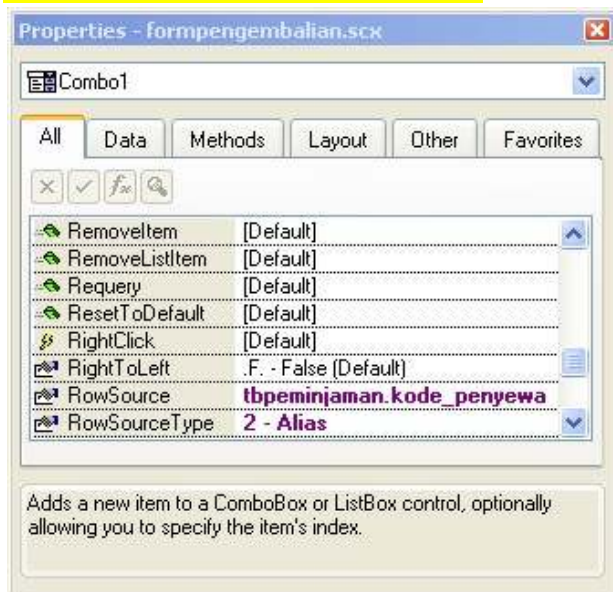 Properties - formpengembalian.scx
Combo1
All Data Methods Layout Other Favorites
RemoveItem [Default]
RemoveListItem [Default]
Requery [Default]
ResetToDefault [Default]
RightClick [Default]
RightToLeft .F. - False (Default)
RowSource tbpeminjaman.kode_penyewa
RowSourceType 2 - Alias
Adds a new item to a ComboBox or ListBox control, optionally
allowing you to specify the item's index.